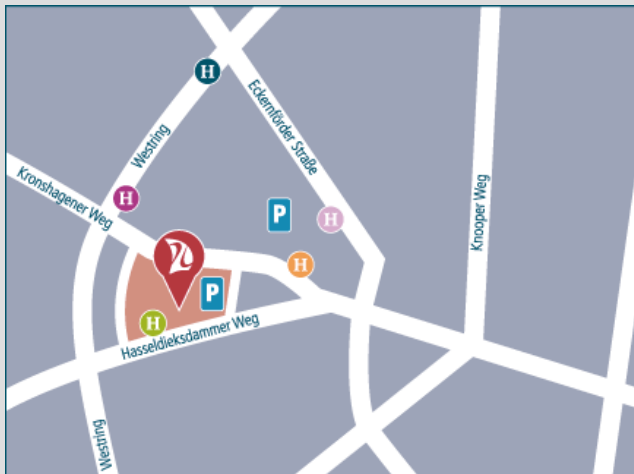 H
Eckernförder Straße
Westring
Knooper Weg
Kronshagener Weg
H
P
H
H
P
H
Hasseldieksdammer Weg
Westring